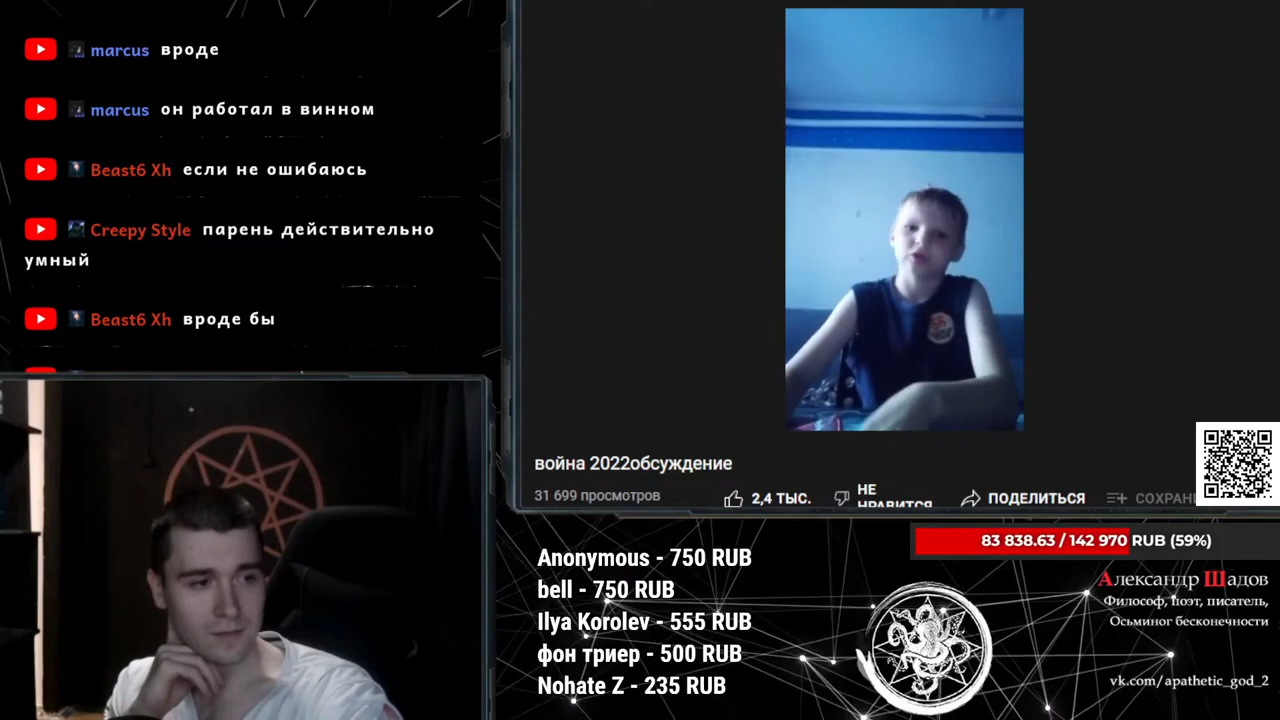 marcus вроде
marcus он работал в винном
Beast6 Xh если не ошибаюсь
Creepy Style парень действительно
умный
Beast6 Xh вроде бы
война 2022обсуждение
31 699 просмотров
2,4 ТЫС.
НЕ
НРАВИТСЯ
ПОДЕЛИТЬСЯ
83 838.63 / 142 970 RUB (59%)
Anonymous - 750 RUB
bell - 750 RUB
Ilya Korolev - 555 RUB
фон триер - 500 RUB
Nohate Z - 235 RUB
Александр Шадов
Философ, поэт, писатель,
Осьминог бесконечности
vk.com/apathetic_god_2